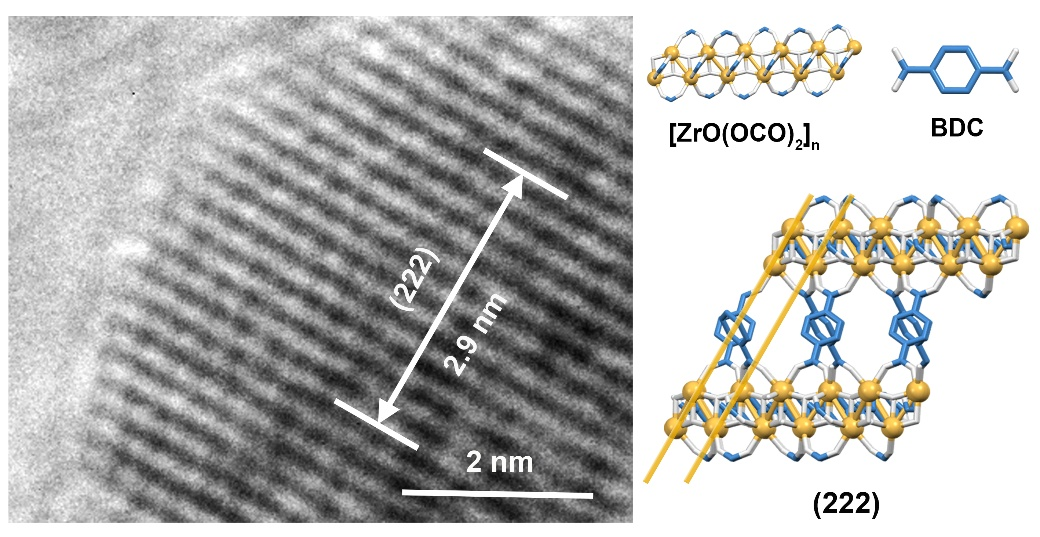 (222)
2.9 nm
2 nm
[ZrO(OCO)₂]ₙ
BDC
(222)